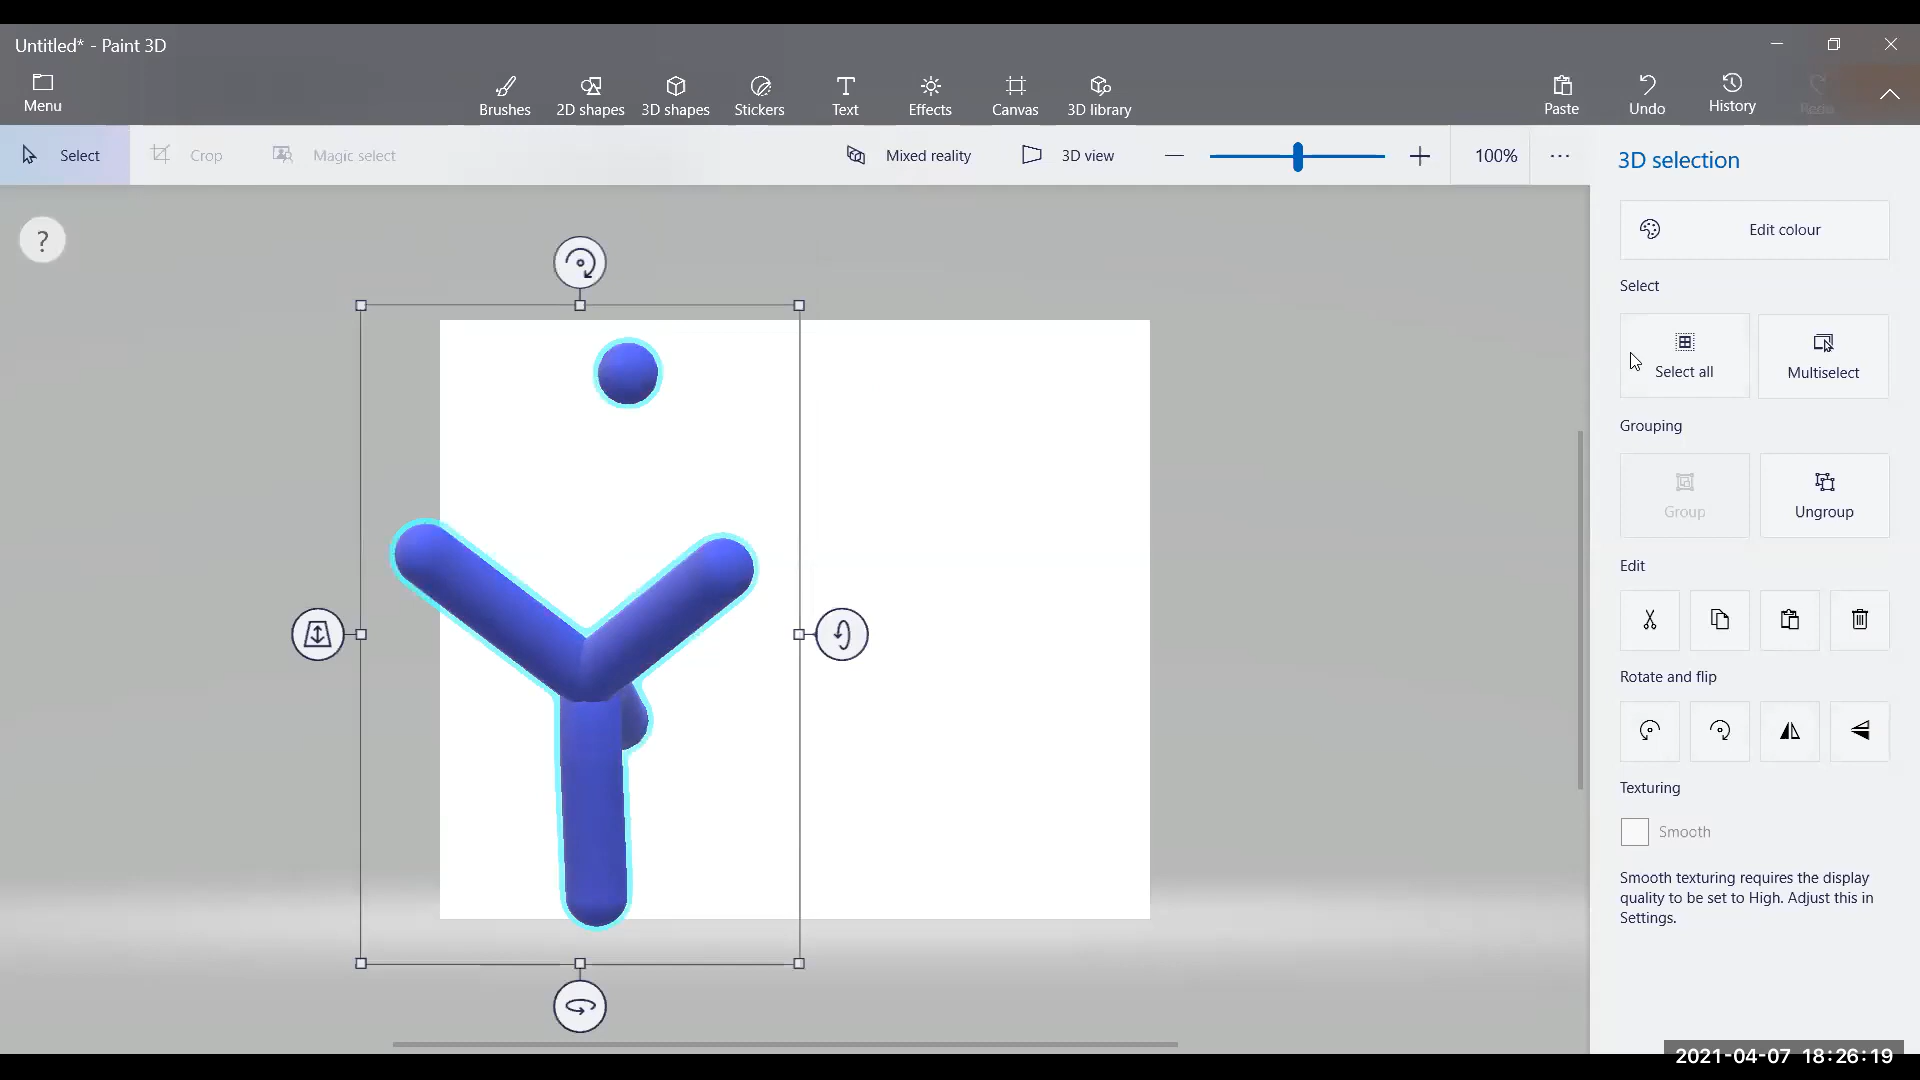 Untitled* - Paint 3D
Menu
Brushes
2D shapes
3D shapes
Stickers
Text
Effects
Canvas
3D library
Paste
Undo
History
Redo
Select
Crop
Magic select
Mixed reality
3D view
100%
?
3D selection
Edit colour
Select
Select all
Multiselect
Grouping
Group
Ungroup
Edit
Rotate and flip
Texturing
Smooth
Smooth texturing requires the display
quality to be set to High. Adjust this in
Settings.
2021-04-07 18:26:19